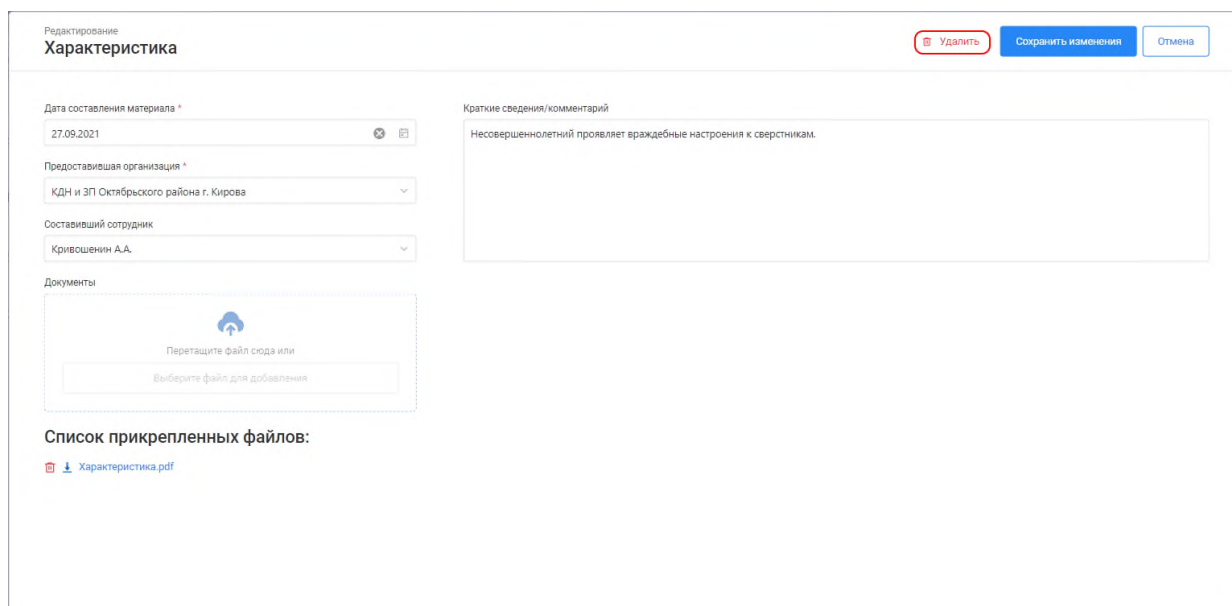 Редактирование
Характеристика
Удалить
Сохранить изменения
Отмена
Дата составления материала *
27.09.2021
Предоставившая организация *
КДН и ЗП Октябрьского района г. Кирова
Составивший сотрудник
Кривошенин А.А.
Документы
Перетащите файл сюда или
Выберите файл для добавления
Список прикрепленных файлов:
Характеристика.pdf
Краткие сведения/комментарий
Несовершеннолетний проявляет враждебные настроения к сверстникам.